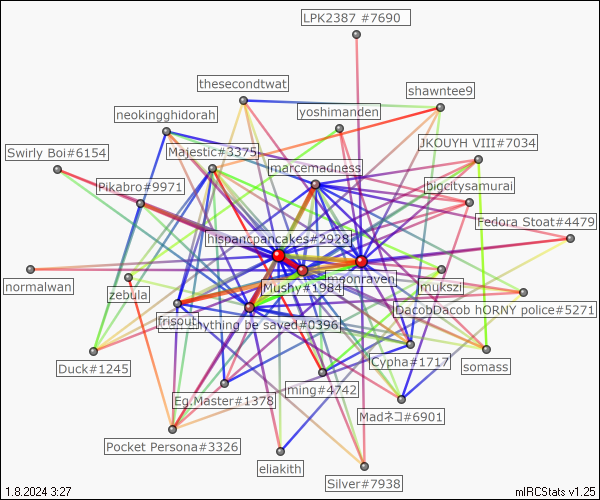 LPK2387 #7690
thesecondtwat
shawntee9
neokingghidorah
yoshimanden
Swirly Boi#6154
Majestic#3375
JKOUYH VIII#7034
marcemadness
Pikabro#9971
bigcitysamurai
Fedora Stoat#4479
hispancpancakes#2928
moonraven
normalwan
zebula
Mushy#1984
mukszi
DacobDacob hORNY police#5271
frisout
ything be saved#0396
Duck#1245
Cypha#1717
somass
Eg.Master#1378
ming#4742
Madネコ#6901
Pocket Persona#3326
eliakith
Silver#7938
1.8.2024 3:27
mIRCStats v1.25